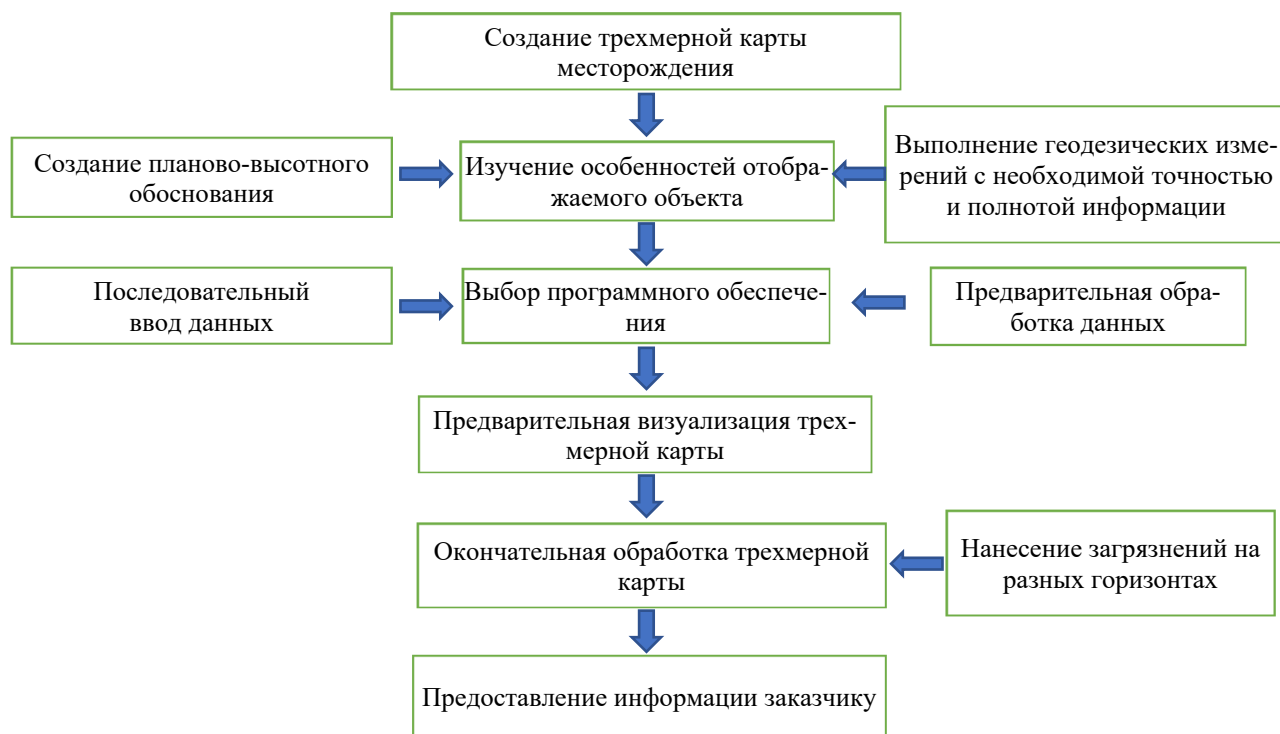 Создание трехмерной карты
месторождения
Создание планово-высотного
обоснования
Изучение особенностей отобра-
жаемого объекта
Выполнение геодезических изме-
рений с необходимой точностью
и полнотой информации
Последовательный
ввод данных
Выбор программного обеспече-
ния
Предварительная обра-
ботка данных
Предварительная визуализация трех-
мерной карты
Окончательная обработка трехмерной
карты
Нанесение загрязнений на
разных горизонтах
Предоставление информации заказчику